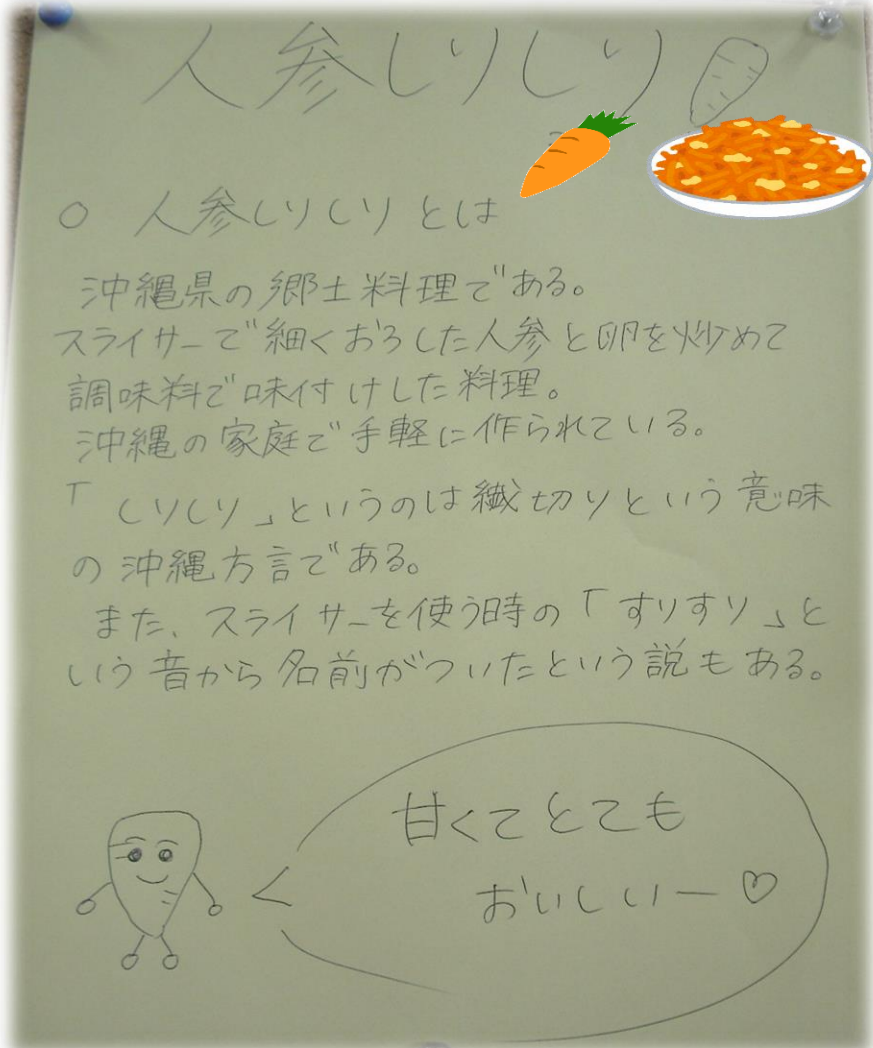 人参しりしり
○ 人参しりしりとは
沖縄県の郷土料理である。
スライサーで細くおろした人参と卵を炒めて
調味料で味付けした料理。
沖縄の家庭で手軽に作られている。
「しりしり」というのは繊切りという意味
の沖縄方言である。
また、スライサーを使う時の「すりすり」と
いう音から名前がついたという説もある。
甘くてとても
おいしいー♡